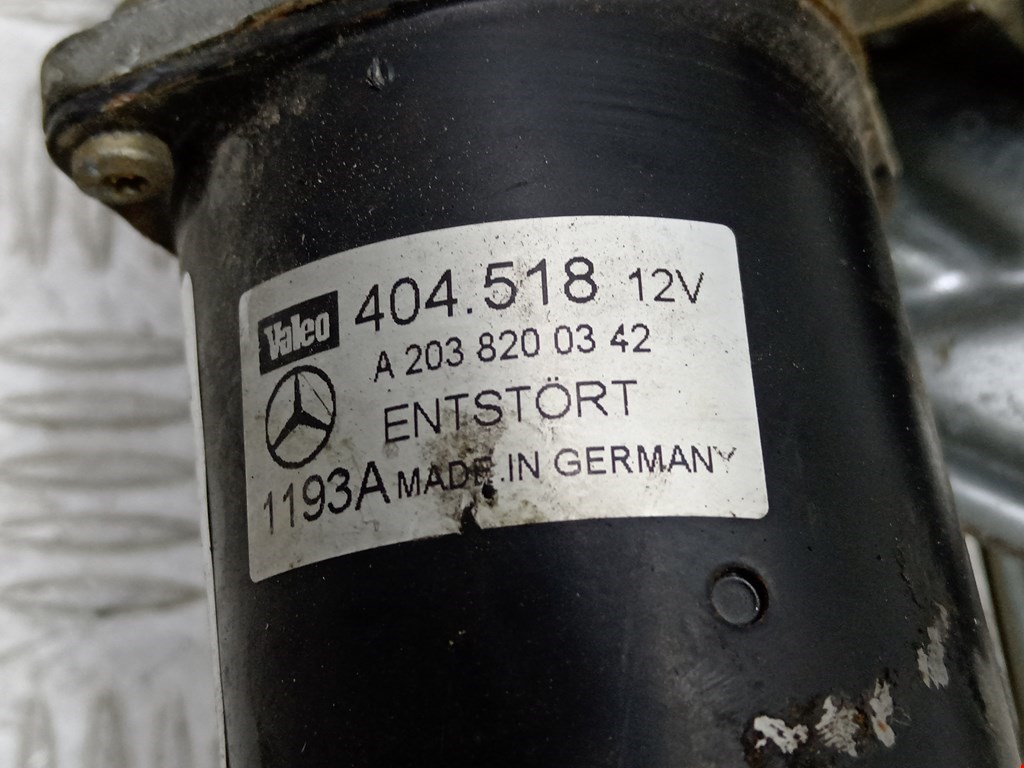 Valeo 404.518 12V
A 203 820 03 42
ENTSTÖRT
1193A MADE.IN GERMANY